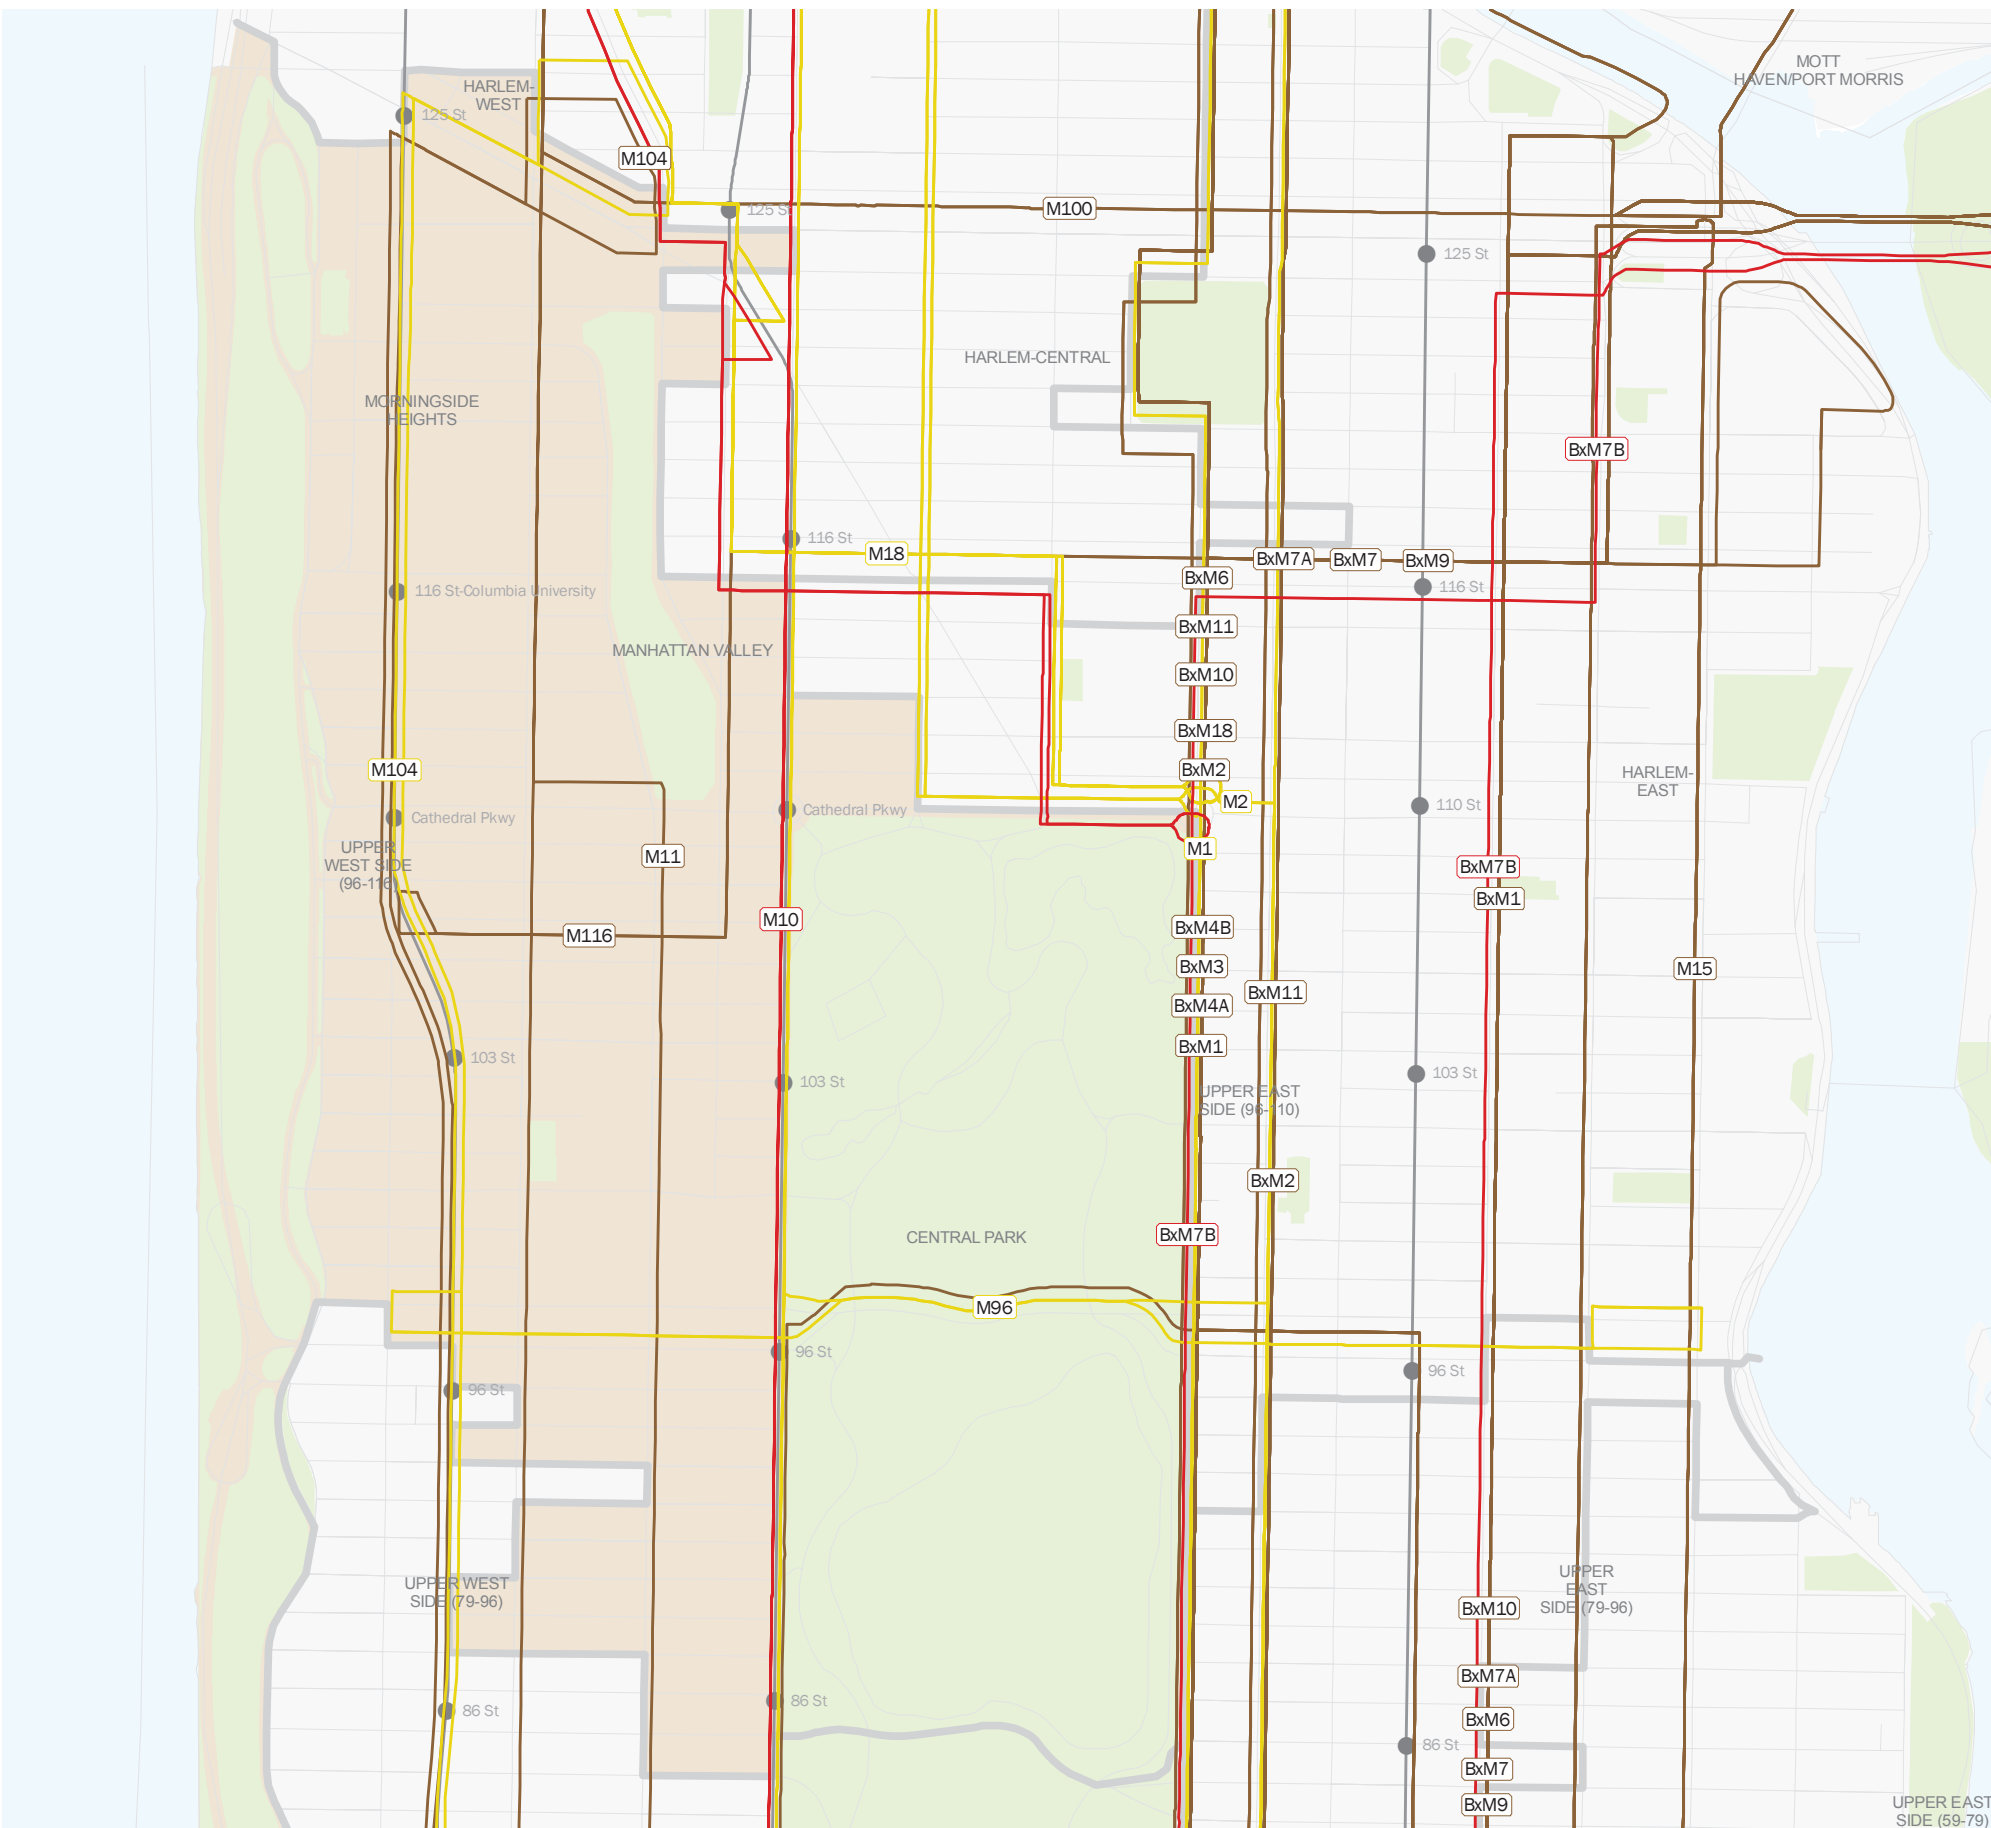 MOTT
HAVEN/PORT MORRIS
HARLEM-
WEST
125 St
M104
M100
125 St
125 St
HARLEM-CENTRAL
MORNINGSIDE
HEIGHTS
BxM7B
116 St
M18
BxM7A
BxM7
BxM9
BxM6
116 St
116 St-Columbia University
BxM11
MANHATTAN VALLEY
BxM10
BxM18
M104
BxM2
HARLEM-
EAST
M2
110 St
Cathedral Pkwy
Cathedral Pkwy
M1
UPPER
WEST SIDE
(96-116)
M11
BxM7B
BxM1
M10
BxM4B
M116
BxM3
M15
BxM11
BxM4A
BxM1
103 St
103 St
103 St
UPPER EAST
SIDE (96-110)
BxM2
CENTRAL PARK
BxM7B
M96
96 St
96 St
96 St
UPPER WEST
SIDE (79-96)
UPPER
EAST
SIDE (79-96)
BxM10
BxM7A
86 St
86 St
BxM6
86 St
BxM7
BxM9
UPPER EAST
SIDE (59-79)